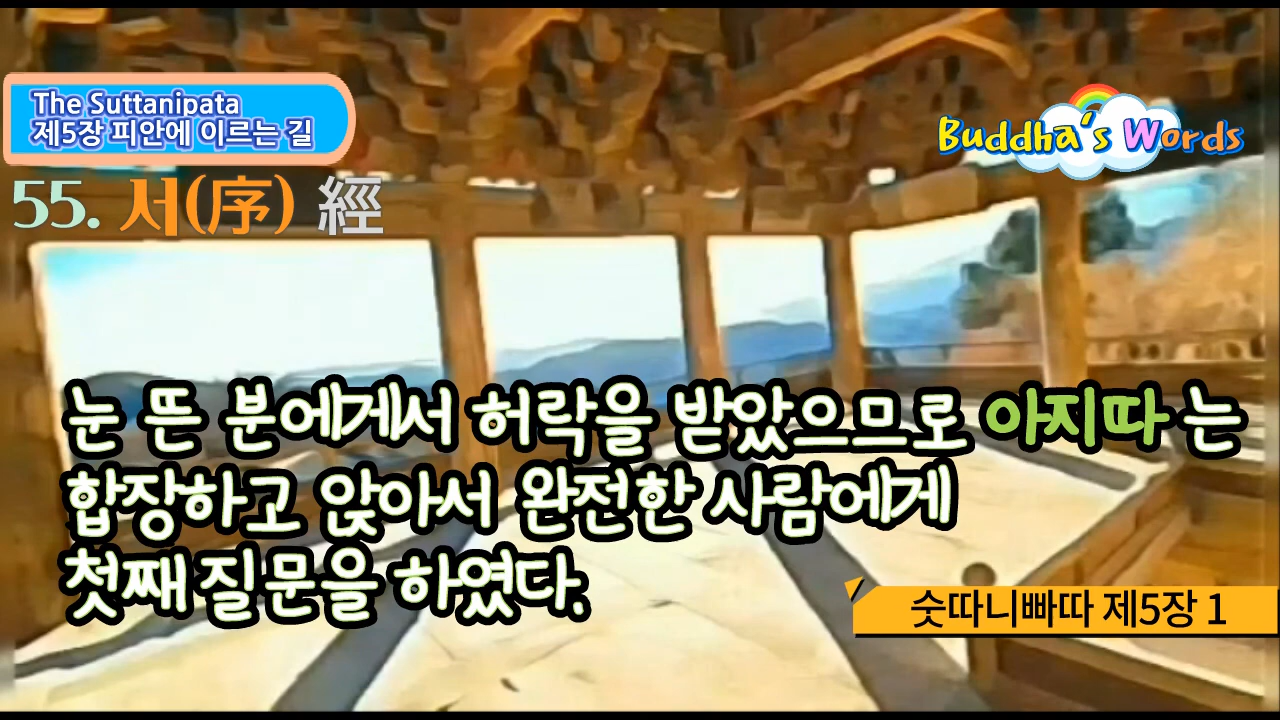 The Suttanipata
제5장 피안에 이르는 길
Buddha's Words
55. 서(序) 經
눈 뜬 분에게서 허락을 받았으므로 아지따 는
합장하고 앉아서 완전한 사람에게
첫째 질문을 하였다.
숫따니빠따 제5장 1